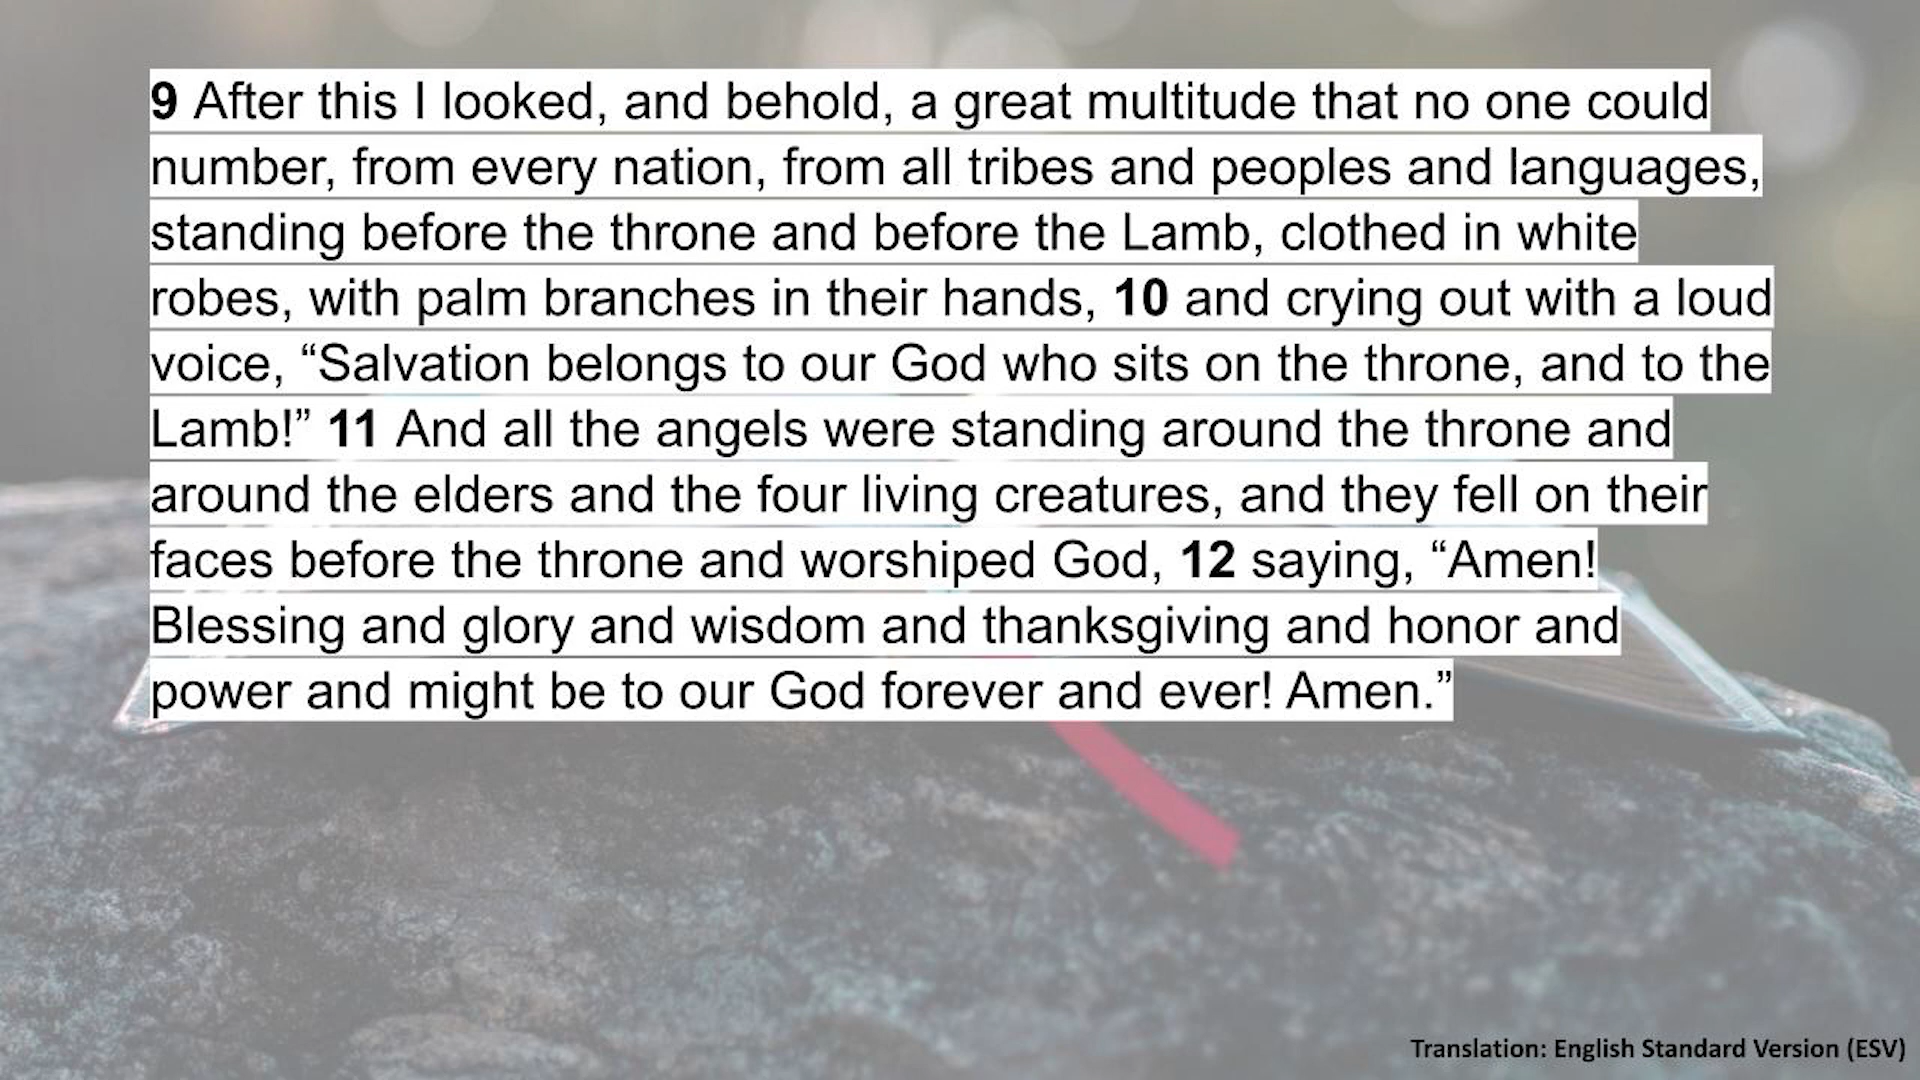 9 After this I looked, and behold, a great multitude that no one could
number, from every nation, from all tribes and peoples and languages,
standing before the throne and before the Lamb, clothed in white
robes, with palm branches in their hands, 10 and crying out with a loud
voice, “Salvation belongs to our God who sits on the throne, and to the
Lamb!” 11 And all the angels were standing around the throne and
around the elders and the four living creatures, and they fell on their
faces before the throne and worshiped God, 12 saying, “Amen!
Blessing and glory and wisdom and thanksgiving and honor and
power and might be to our God forever and ever! Amen.”
Translation: English Standard Version (ESV)